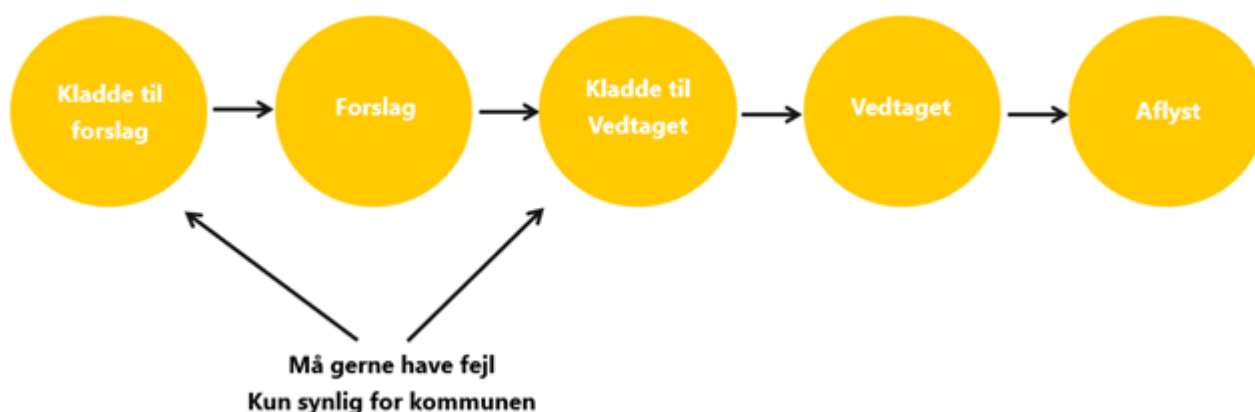 Kladde til
forslag
Forslag
Kladde til
Vedtaget
Vedtaget
Aflyst
Må gerne have fejl
Kun synlig for kommunen